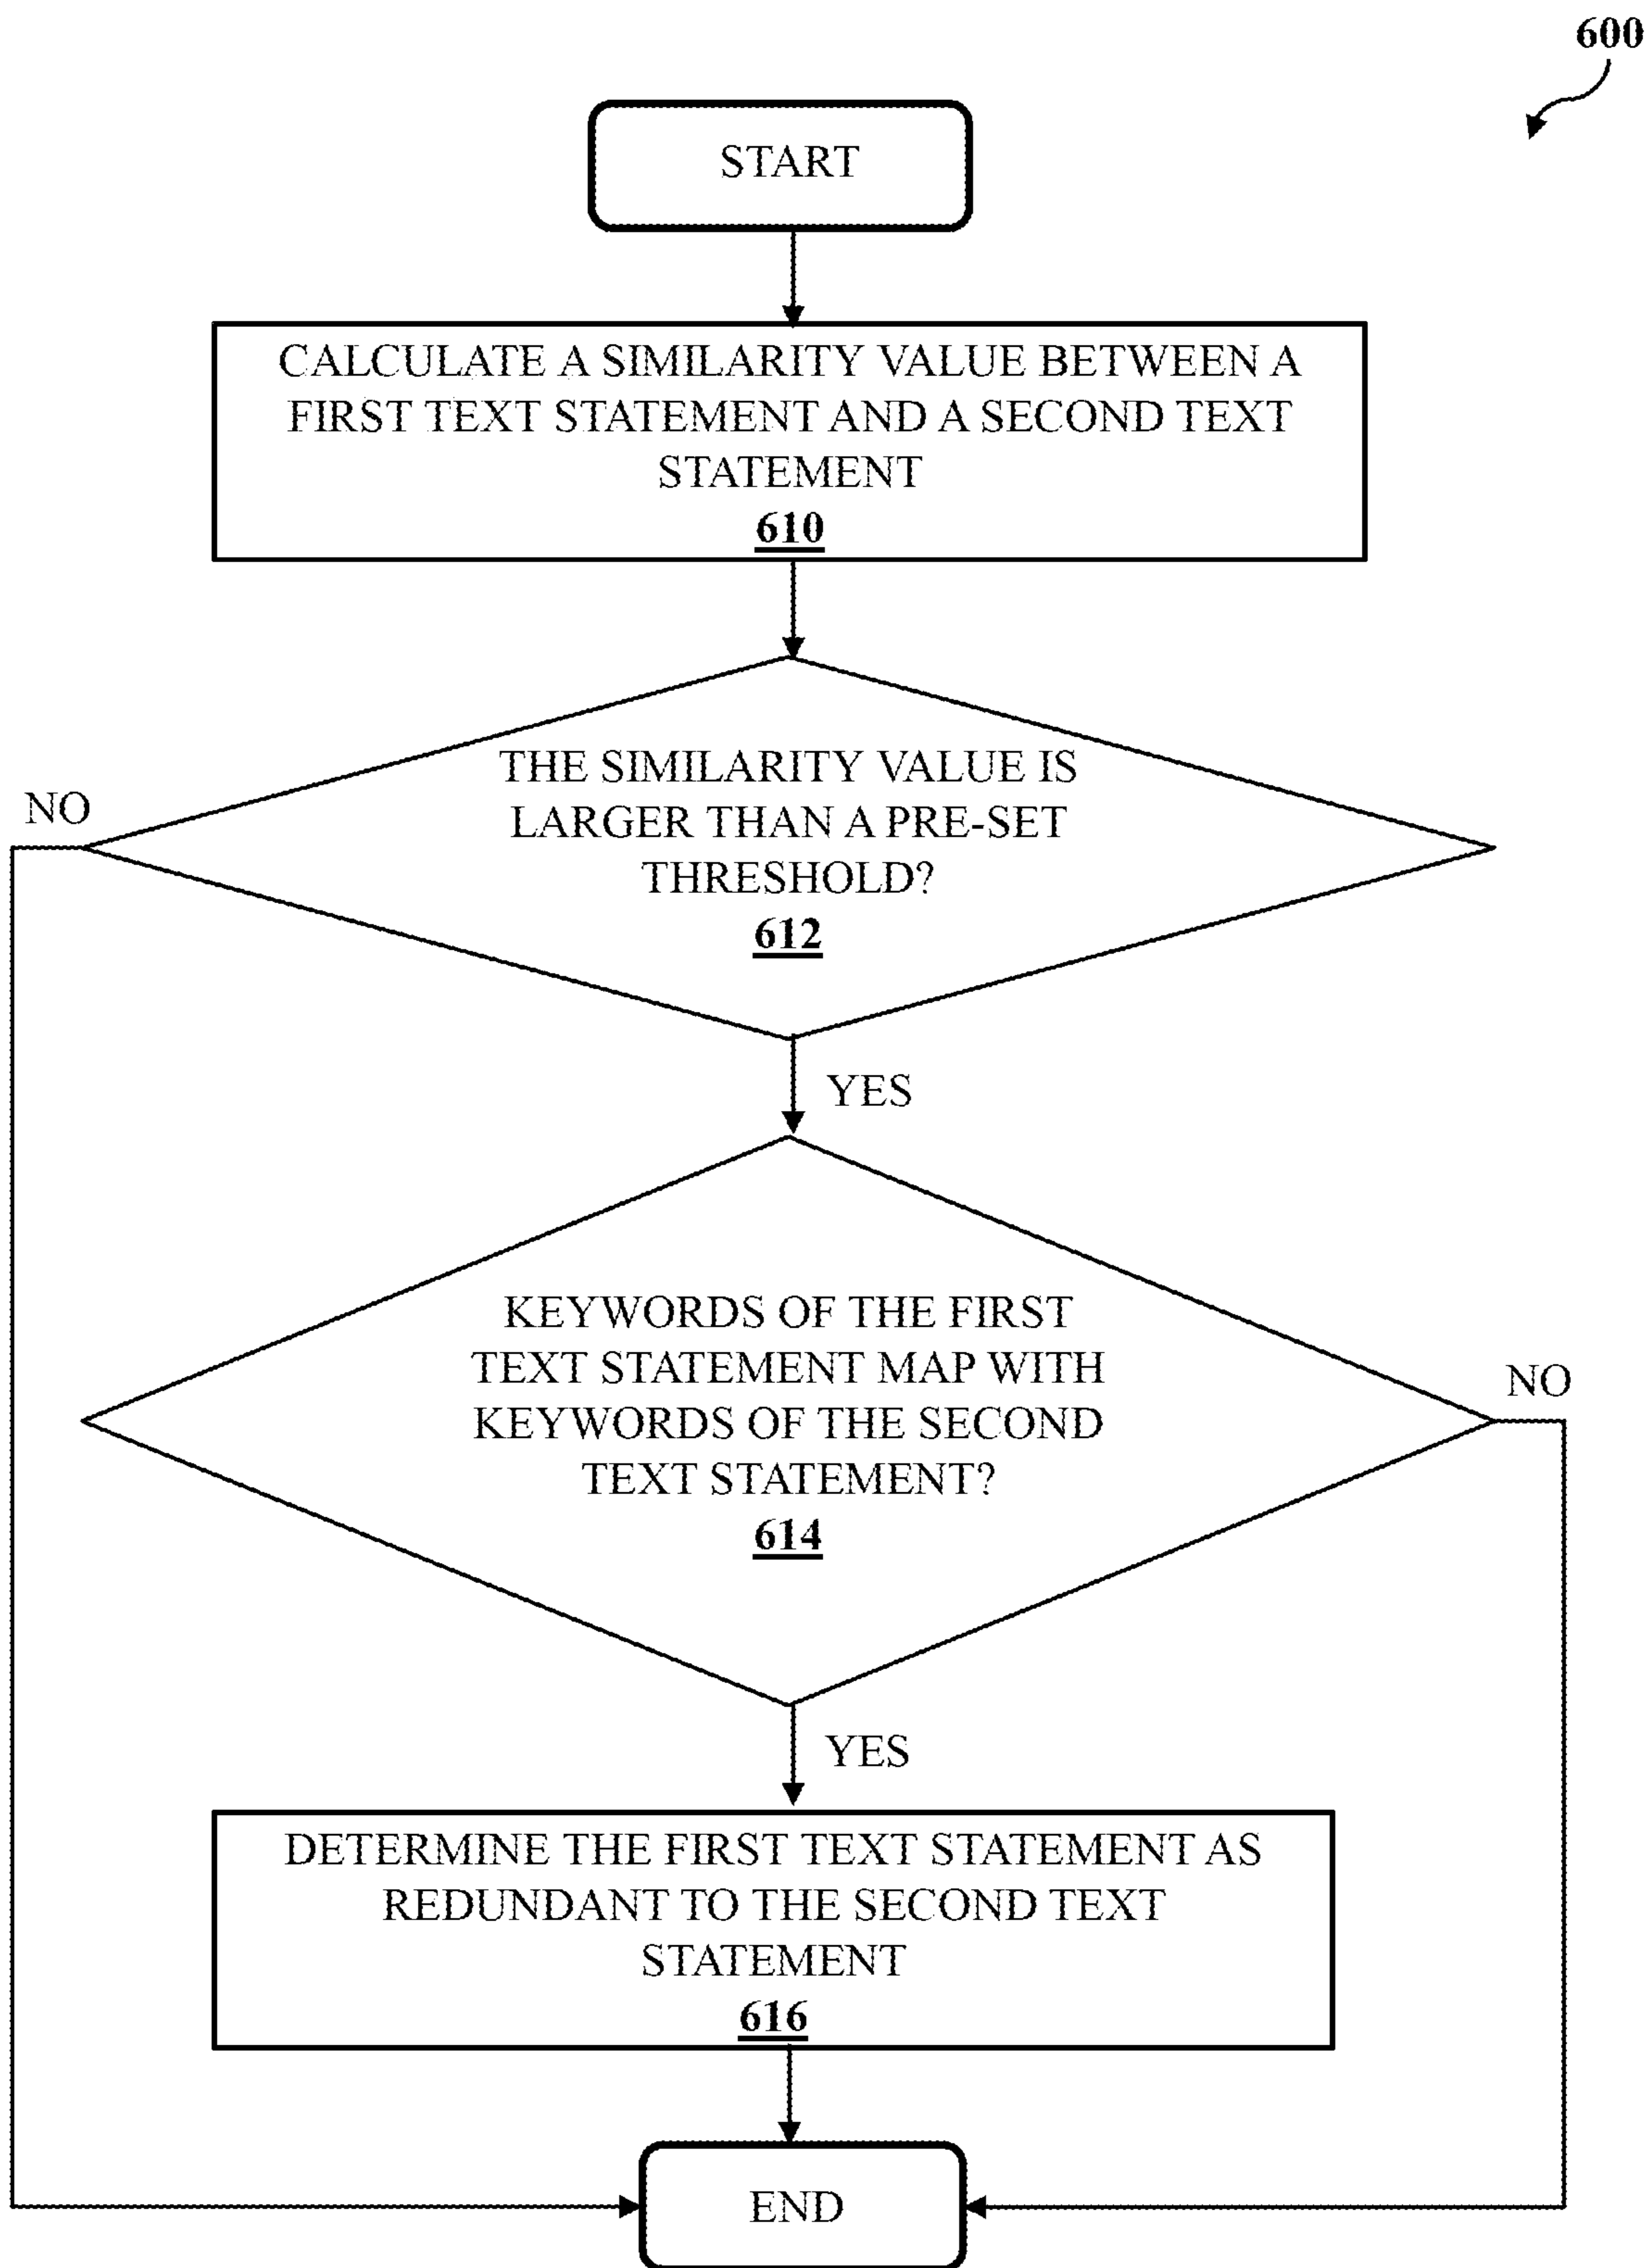 600
START
CALCULATE A SIMILARITY VALUE BETWEEN A
FIRST TEXT STATEMENT AND A SECOND TEXT
STATEMENT
610
THE SIMILARITY VALUE IS
LARGER THAN A PRE-SET
THRESHOLD?
612
NO
YES
KEYWORDS OF THE FIRST
TEXT STATEMENT MAP WITH
KEYWORDS OF THE SECOND
TEXT STATEMENT?
614
NO
YES
DETERMINE THE FIRST TEXT STATEMENT AS
REDUNDANT TO THE SECOND TEXT
STATEMENT
616
END